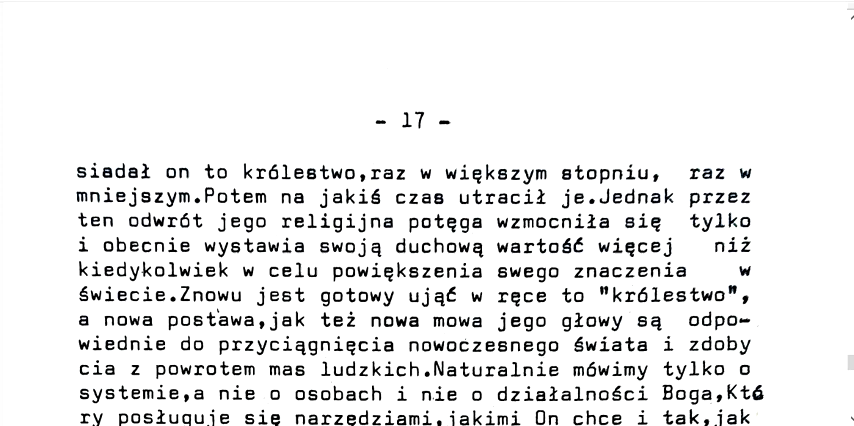 - 17 -
siadał on to królestwo,raz w większym stopniu, raz w
mniejszym.Potem na jakiś czas utracił je.Jednak przez
ten odwrót jego religijna potęga wzmocniła się tylko
i obecnie wystawia swoją duchową wartość więcej niż
kiedykolwiek w celu powiększenia swego znaczenia w
świecie.Znowu jest gotowy ująć w ręce to "królestwo",
a nowa postawa,jak też nowa mowa jego głowy są odpo-
wiednie do przyciągnięcia nowoczesnego świata i zdoby
cia z powrotem mas ludzkich.Naturalnie mówimy tylko o
systemie,a nie o osobach i nie o działalności Boga,Któ
ry posługuje się narzędziami,jakimi On chce i tak,jak